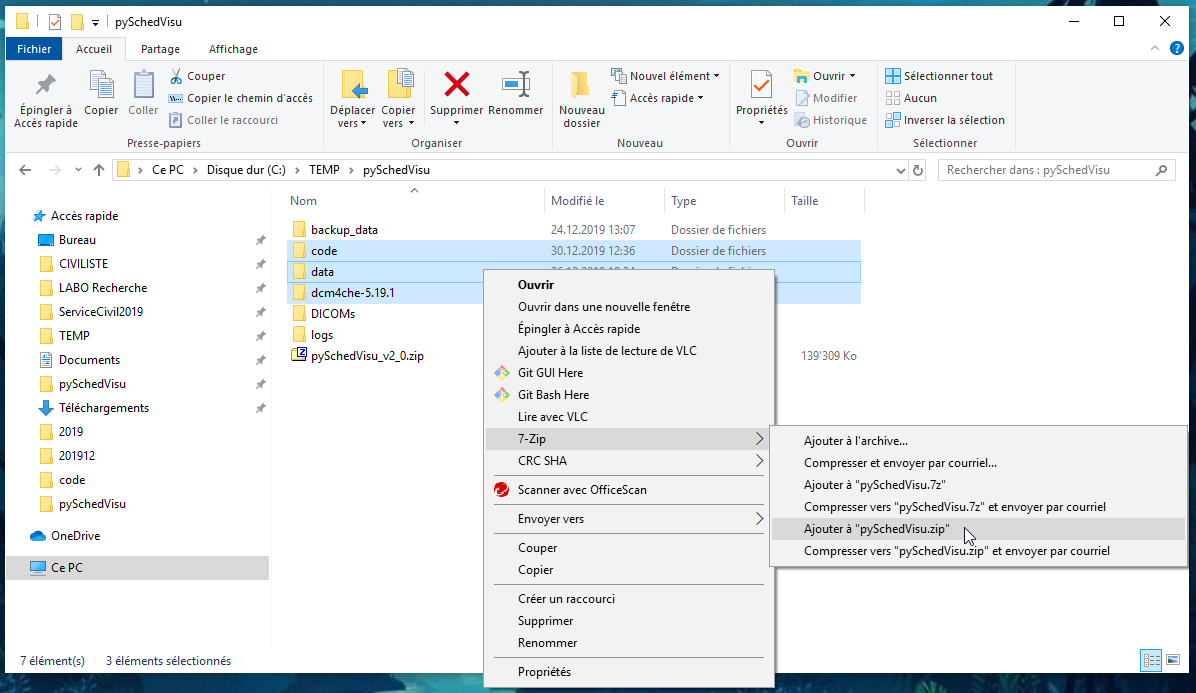 pySchedVisu
Fichier Accueil Partage Affichage
Épingler à Accès rapide
Copier
Coller
Couper
Copier le chemin d'accès
Coller le raccourci
Presse-papiers
Déplacer vers
Copier vers
Supprimer
Renommer
Organiser
Nouveau dossier
Nouvel élément
Accès rapide
Nouveau
Propriétés
Ouvrir
Modifier
Historique
Ouvrir
Sélectionner tout
Aucun
Inverser la sélection
Sélectionner
Ce PC › Disque dur (C:) › TEMP › pySchedVisu
Rechercher dans : pySchedVisu
Accès rapide
Bureau
CIVILISTE
LABO Recherche
ServiceCivil2019
TEMP
Documents
pySchedVisu
Téléchargements
2019
201912
code
pySchedVisu
OneDrive
Ce PC
Nom Modifié le Type Taille
backup_data 24.12.2019 13:07 Dossier de fichiers
code 30.12.2019 12:36 Dossier de fichiers
data
dcm4che-5.19.1
DICOMs
logs
pySchedVisu_v2_0.zip 139'309 Ko
Ouvrir
Ouvrir dans une nouvelle fenêtre
Épingler à Accès rapide
Ajouter à la liste de lecture de VLC
Git GUI Here
Git Bash Here
Lire avec VLC
7-Zip
CRC SHA
Scanner avec OfficeScan
Envoyer vers
Couper
Copier
Créer un raccourci
Supprimer
Renommer
Propriétés
Ajouter à l'archive...
Compresser et envoyer par courriel...
Ajouter à "pySchedVisu.7z"
Compresser vers "pySchedVisu.7z" et envoyer par courriel
Ajouter à "pySchedVisu.zip"
Compresser vers "pySchedVisu.zip" et envoyer par courriel
7 élément(s) 3 éléments sélectionnés